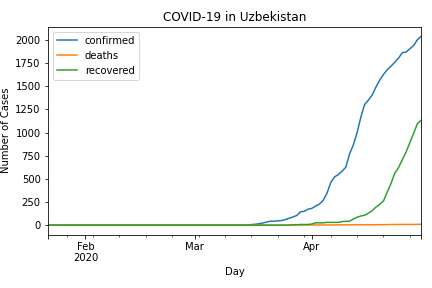 COVID-19 in Uzbekistan
confirmed
deaths
recovered
Number of Cases
2000
1750
1500
1250
1000
750
500
250
0
Feb
2020
Mar
Apr
Day